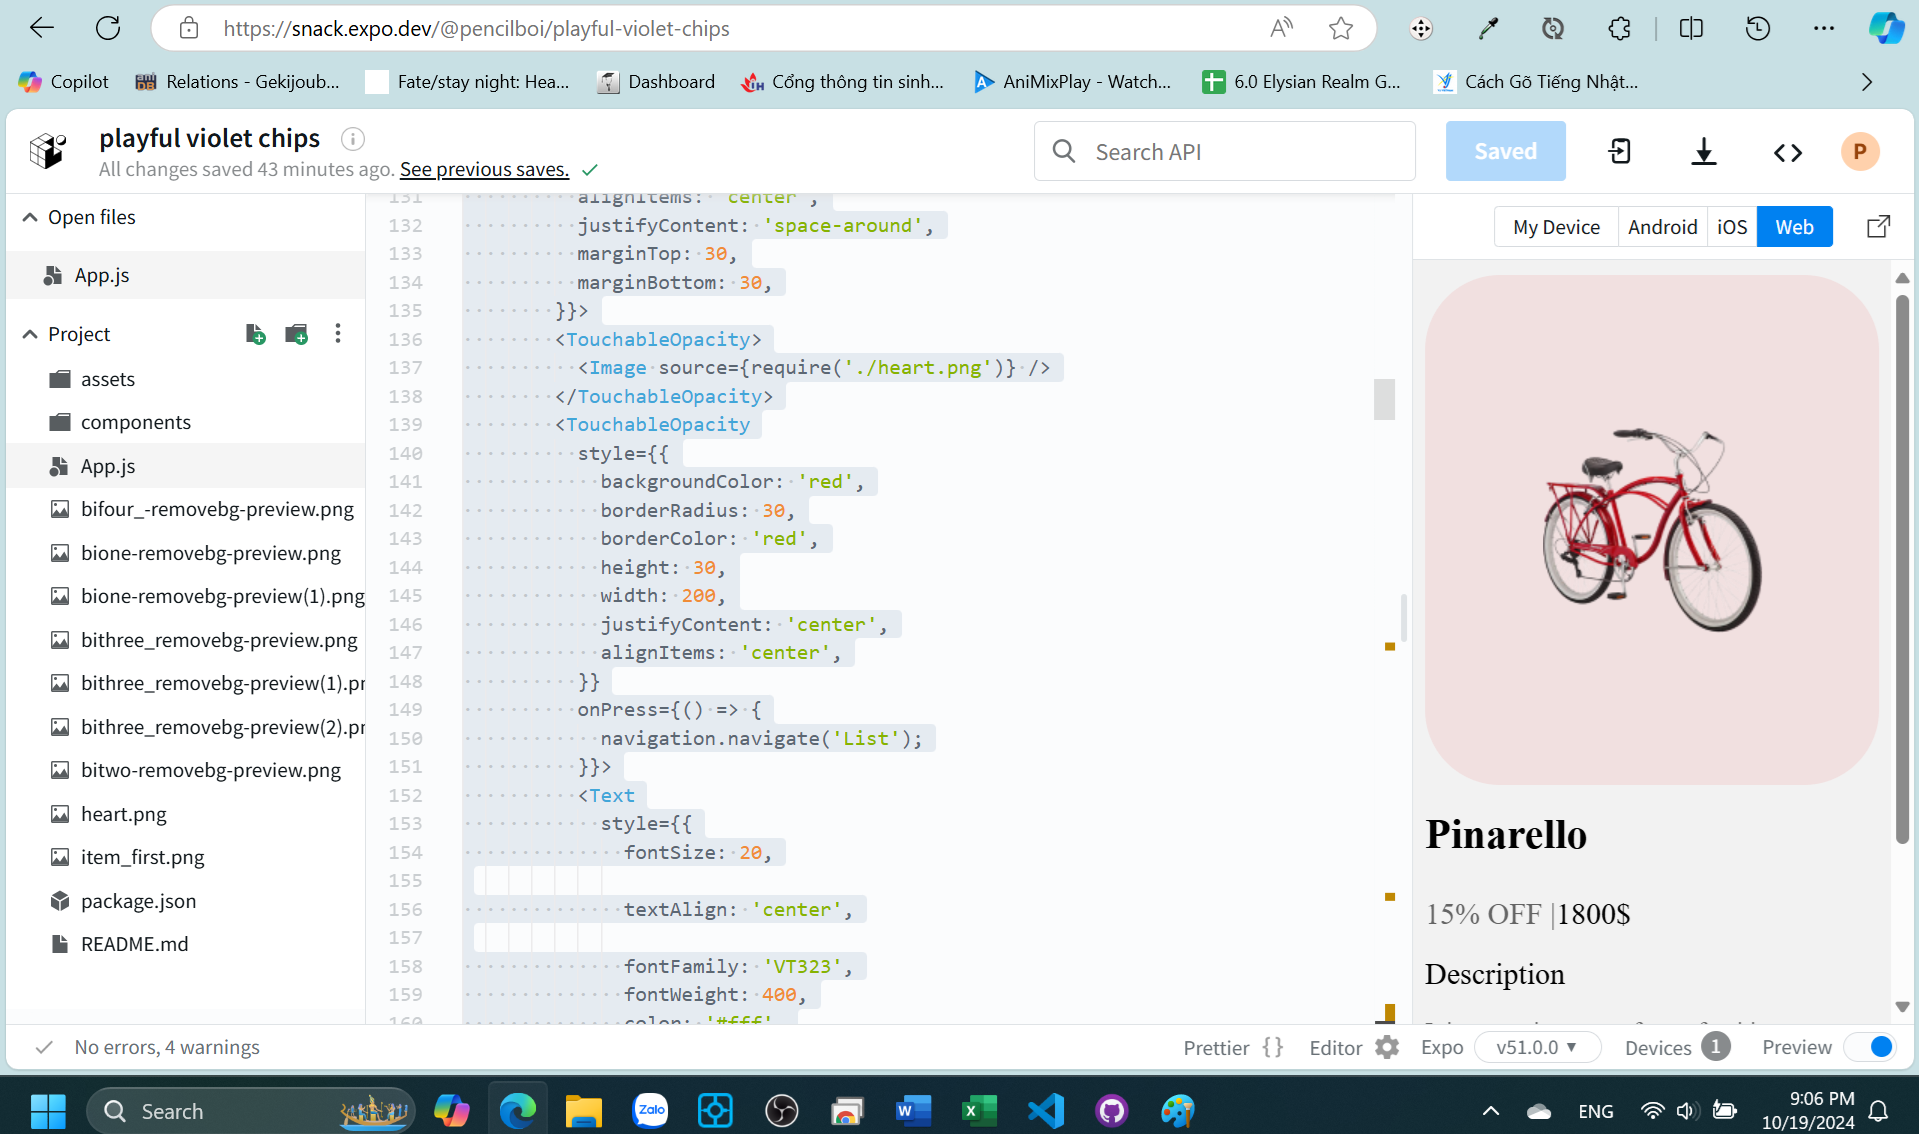 https://snack.expo.dev/@pencilboi/playful-violet-chips
Copilot
Relations - Gekijoub...
Fate/stay night: Hea...
Dashboard
Cổng thông tin sinh...
AniMixPlay - Watch...
6.0 Elysian Realm G...
Cách Gõ Tiếng Nhật...
playful violet chips
All changes saved 43 minutes ago. See previous saves.
Search API
Saved
P
Open files
App.js
Project
assets
components
App.js
bifour_-removebg-preview.png
bione-removebg-preview.png
bione-removebg-preview(1).png
bithree_removebg-preview.png
bithree_removebg-preview(1).pr
bithree_removebg-preview(2).pr
bitwo-removebg-preview.png
heart.png
item_first.png
package.json
README.md
131 alignItems: 'center',
132 justifyContent: 'space-around',
133 marginTop: 30,
134 marginBottom: 30,
135 }}>
136 <TouchableOpacity>
137 <Image source={require('./heart.png')} />
138 </TouchableOpacity>
139 <TouchableOpacity
140 style={{
141 backgroundColor: 'red',
142 borderRadius: 30,
143 borderColor: 'red',
144 height: 30,
145 width: 200,
146 justifyContent: 'center',
147 alignItems: 'center',
148 }}
149 onPress={() => {
150 navigation.navigate('List');
151 }}>
152 <Text
153 style={{
154 fontSize: 20,
155
156 textAlign: 'center',
157
158 fontFamily: 'VT323',
159 fontWeight: 400,
160 color: '#fff'
My Device
Android
iOS
Web
Pinarello
15% OFF |1800$
Description
No errors, 4 warnings
Prettier { }
Editor
Expo
v51.0.0
Devices 1
Preview
Search
Zalo
ENG
9:06 PM
10/19/2024